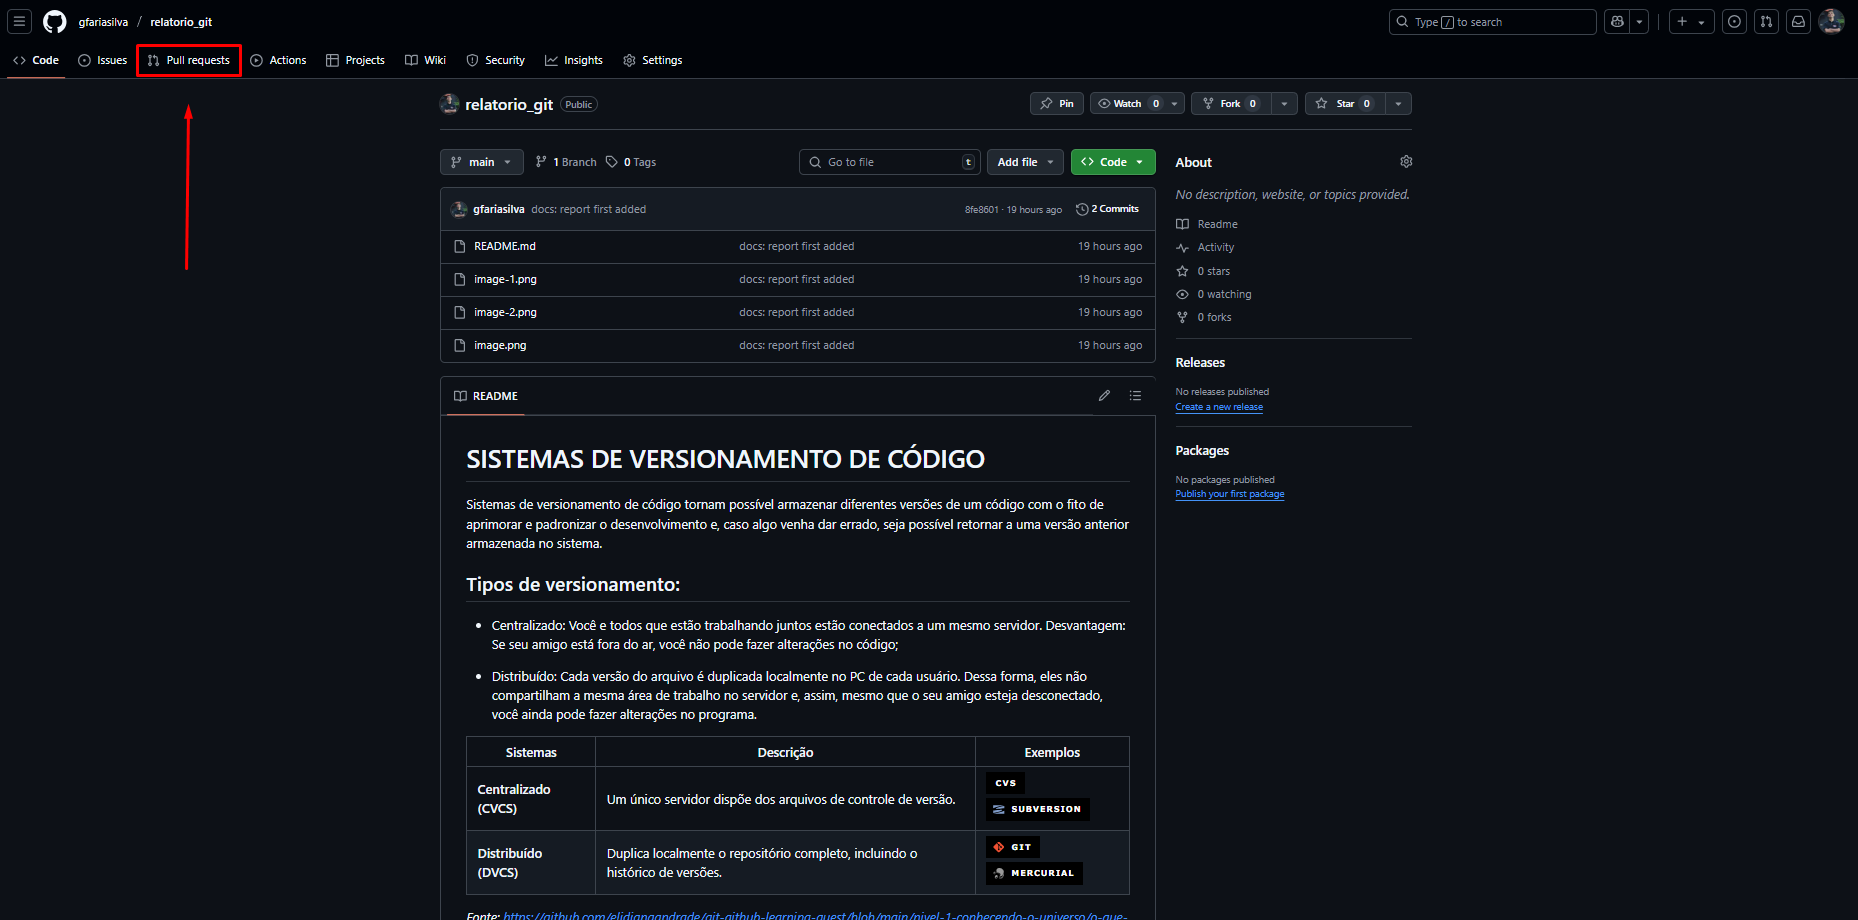 gfariasilva / relatorio_git
Type / to search
Code
Issues
Pull requests
Actions
Projects
Wiki
Security
Insights
Settings
relatorio_git Public
Pin
Watch 0
Fork 0
Star 0
main
1 Branch
0 Tags
Go to file t
Add file
Code
gfariasilva docs: report first added 8fe8601 · 19 hours ago 2 Commits
README.md docs: report first added 19 hours ago
image-1.png docs: report first added 19 hours ago
image-2.png docs: report first added 19 hours ago
image.png docs: report first added 19 hours ago
README
SISTEMAS DE VERSIONAMENTO DE CÓDIGO
Sistemas de versionamento de código tornam possível armazenar diferentes versões de um código com o fito de
aprimorar e padronizar o desenvolvimento e, caso algo venha dar errado, seja possível retornar a uma versão anterior
armazenada no sistema.
Tipos de versionamento:
• Centralizado: Você e todos que estão trabalhando juntos estão conectados a um mesmo servidor. Desvantagem:
Se seu amigo está fora do ar, você não pode fazer alterações no código;
• Distribuído: Cada versão do arquivo é duplicada localmente no PC de cada usuário. Dessa forma, eles não
compartilham a mesma área de trabalho no servidor e, assim, mesmo que o seu amigo esteja desconectado,
você ainda pode fazer alterações no programa.
Sistemas Descrição Exemplos
Centralizado
(CVCS)
Um único servidor dispõe dos arquivos de controle de versão.
CVS
SUBVERSION
Distribuído
(DVCS)
Duplica localmente o repositório completo, incluindo o
histórico de versões.
GIT
MERCURIAL
Fonte: https://github.com/elidianaandrade/git-github-learning-quest/blob/main/nivel-1-conhecendo-o-universo/o-que-
About
No description, website, or topics provided.
Readme
Activity
0 stars
0 watching
0 forks
Releases
No releases published
Create a new release
Packages
No packages published
Publish your first package